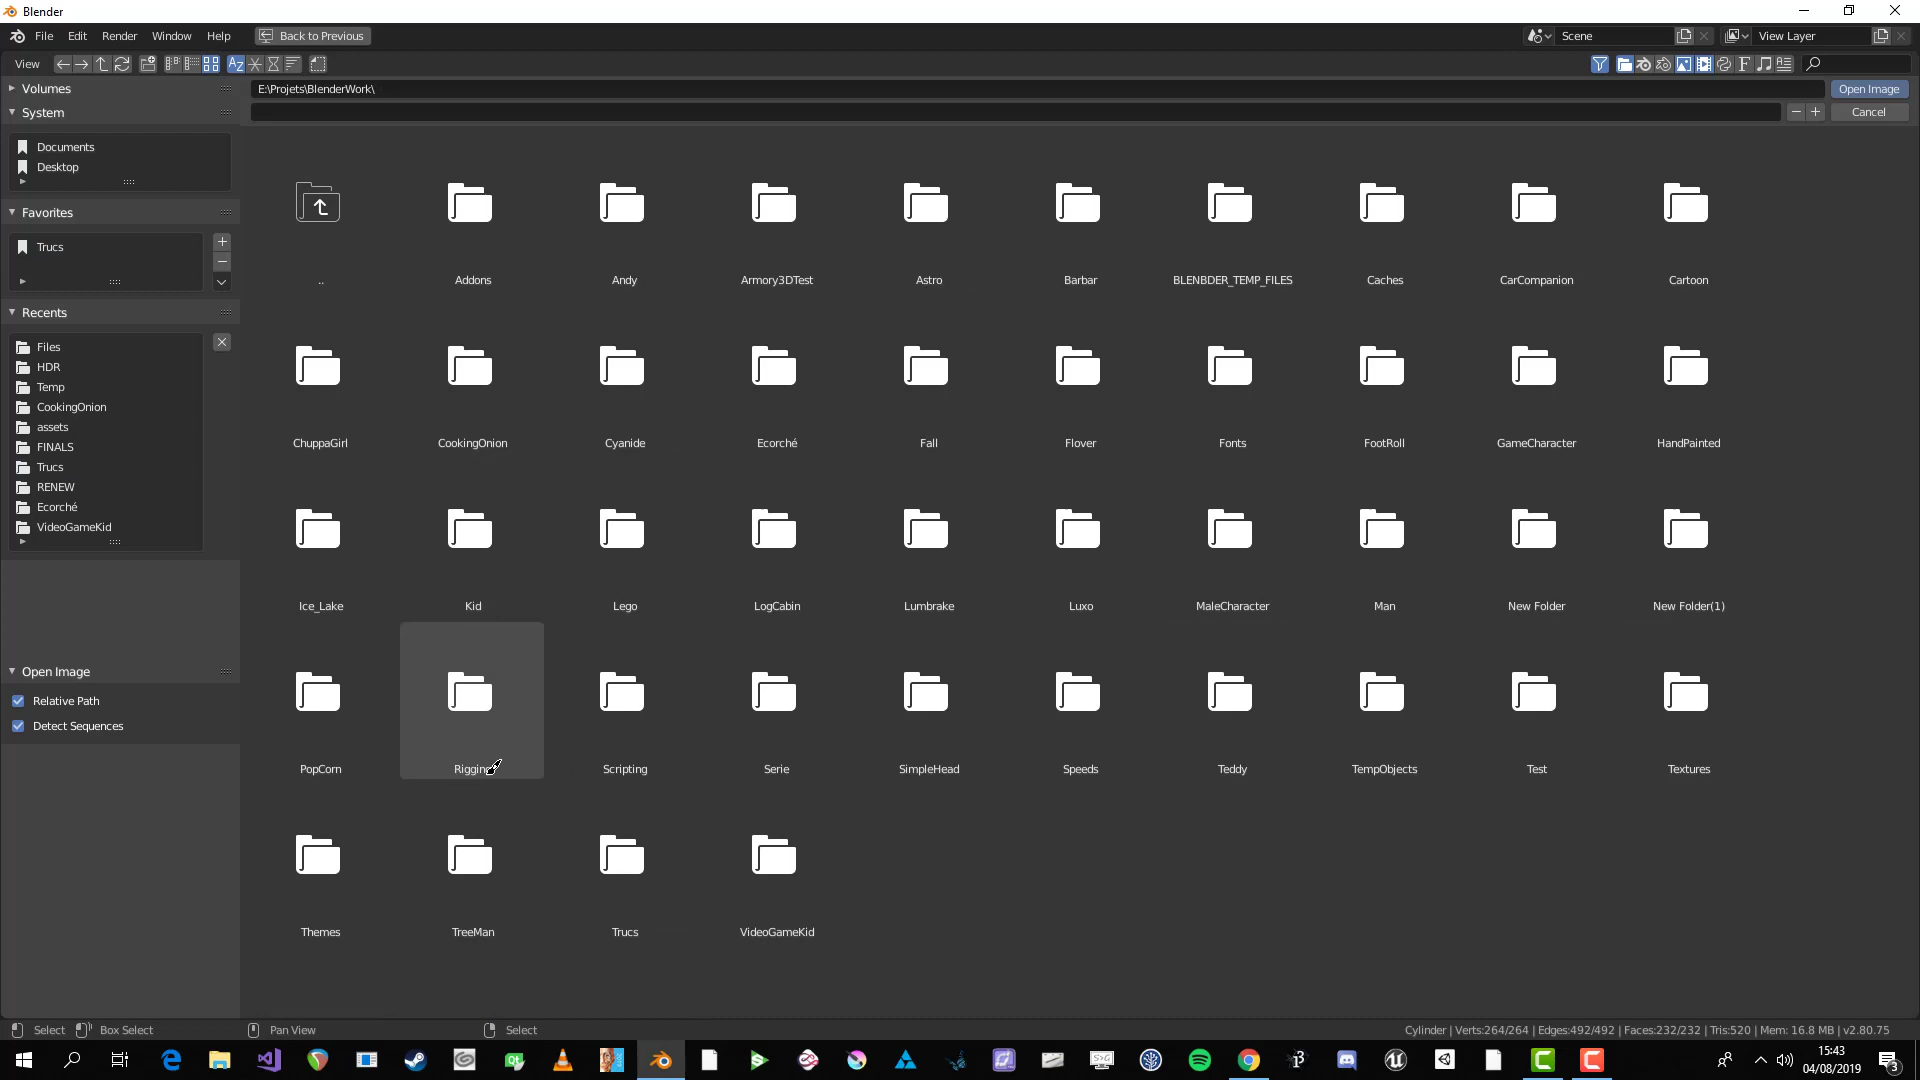 Blender
File Edit Render Window Help Back to Previous Scene View Layer
View
Volumes
E:\Projets\BlenderWork\ Open Image
System
Cancel
Documents
Desktop
Favorites
Trucs
Recents
Files
HDR
Temp
CookingOnion
assets
FINALS
Trucs
RENEW
Ecorché
VideoGameKid
Open Image
Relative Path
Detect Sequences
.. Addons Andy Armory3DTest Astro Barbar BLENBDER_TEMP_FILES Caches CarCompanion Cartoon
ChuppaGirl CookingOnion Cyanide Ecorché Fall Flover Fonts FootRoll GameCharacter HandPainted
Ice_Lake Kid Lego LogCabin Lumbrake Luxo MaleCharacter Man New Folder New Folder(1)
PopCorn Rigging Scripting Serie SimpleHead Speeds Teddy TempObjects Test Textures
Themes TreeMan Trucs VideoGameKid
Select Box Select Pan View Select Cylinder | Verts:264/264 | Edges:492/492 | Faces:232/232 | Tris:520 | Mem: 16.8 MB | v2.80.75
15:43
04/08/2019
3